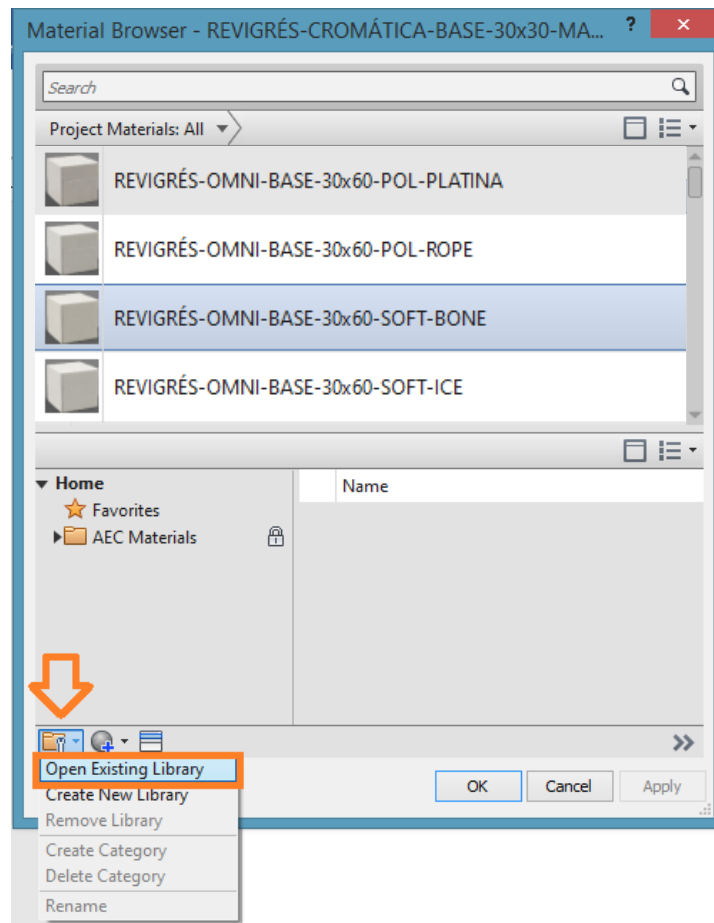 Material Browser - REVIGRÉS-CROMÁTICA-BASE-30x30-MA... ?
Search
Project Materials: All
REVIGRÉS-OMNI-BASE-30x60-POL-PLATINA
REVIGRÉS-OMNI-BASE-30x60-POL-ROPE
REVIGRÉS-OMNI-BASE-30x60-SOFT-BONE
REVIGRÉS-OMNI-BASE-30x60-SOFT-ICE
Home
Name
Favorites
AEC Materials
Open Existing Library
OK Cancel Apply
Create New Library
Remove Library
Create Category
Delete Category
Rename